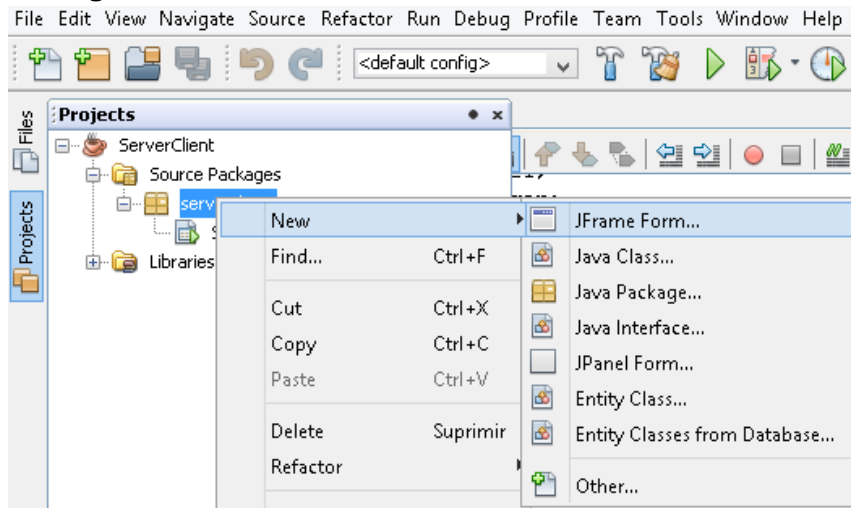 File Edit View Navigate Source Refactor Run Debug Profile Team Tools Window Help
<default config>
Files
Projects
Projects
ServerClient
Source Packages
serv
Libraries
New
Find... Ctrl+F
Cut Ctrl+X
Copy Ctrl+C
Paste Ctrl+V
Delete Suprimir
Refactor
JFrame Form...
Java Class...
Java Package...
Java Interface...
JPanel Form...
Entity Class...
Entity Classes from Database...
Other...